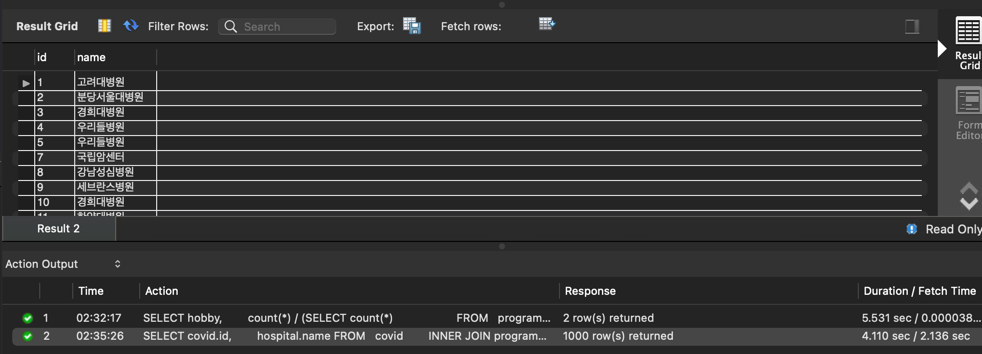 Result Grid Filter Rows: Search Export: Fetch rows:
id name
1 고려대병원
2 분당서울대병원
3 경희대병원
4 우리들병원
5 우리들병원
7 국립암센터
8 강남성심병원
9 세브란스병원
10 경희대병원
Result
Grid
Form
Editor
Result 2 Read Only
Action Output
Time Action Response Duration / Fetch Time
1 02:32:17 SELECT hobby, count(*) / (SELECT count(*) FROM program... 2 row(s) returned 5.531 sec / 0.000038...
2 02:35:26 SELECT covid.id, hospital.name FROM covid INNER JOIN program... 1000 row(s) returned 4.110 sec / 2.136 sec